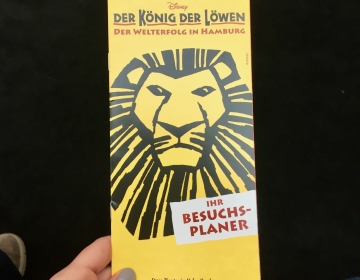 Disney
DER KÖNIG DER LÖWEN
DER WELTERFOLG IN HAMBURG
IHR
BESUCHS-
PLANER